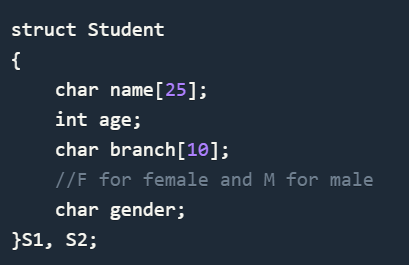 struct Student
{
    char name[25];
    int age;
    char branch[10];
    //F for female and M for male
    char gender;
}S1, S2;